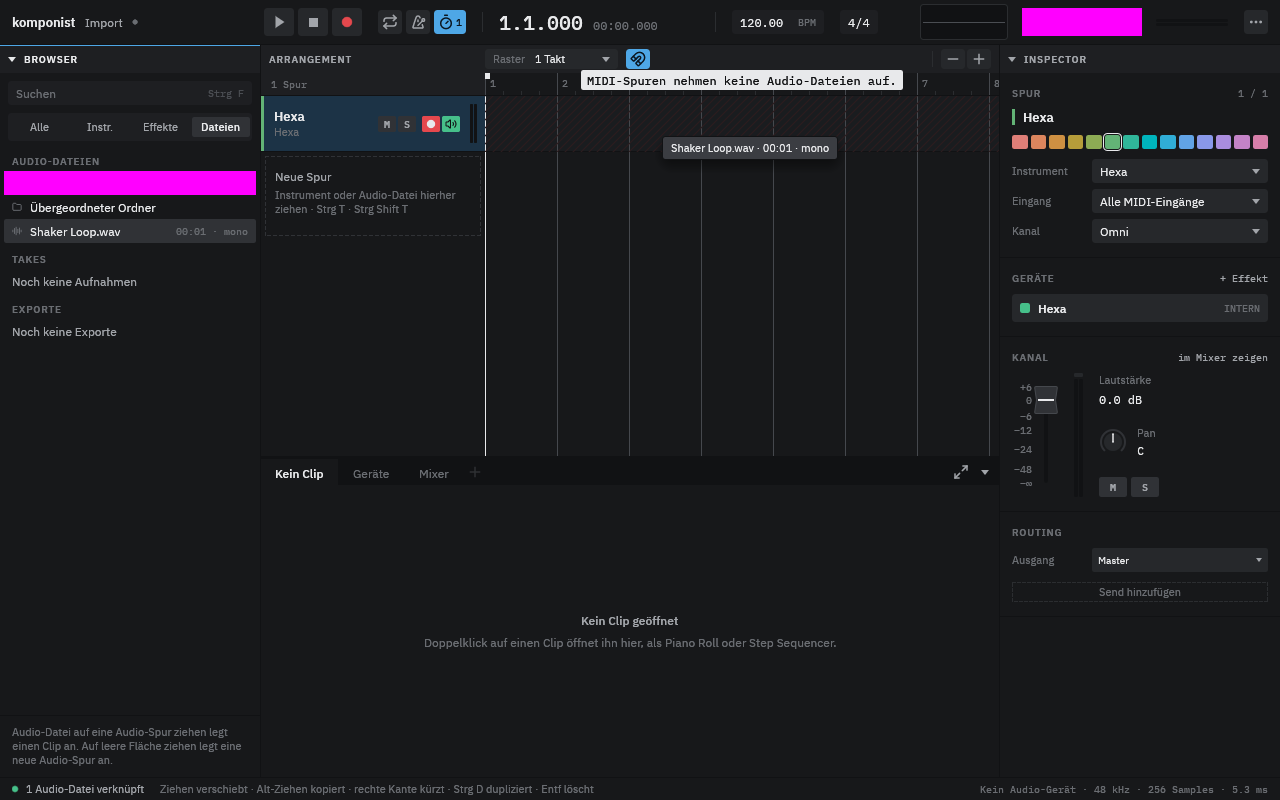 komponist Import
1
1.1.000 00:00.000
120.00 BPM
4/4
BROWSER
Suchen Strg F
Alle Instr. Effekte Dateien
AUDIO-DATEIEN
Übergeordneter Ordner
Shaker Loop.wav 00:01 · mono
TAKES
Noch keine Aufnahmen
EXPORTE
Noch keine Exporte
Audio-Datei auf eine Audio-Spur ziehen legt
einen Clip an. Auf leere Fläche ziehen legt eine
neue Audio-Spur an.
ARRANGEMENT
Raster 1 Takt
1 Spur
1 2 7 8
MIDI-Spuren nehmen keine Audio-Dateien auf.
Hexa
Hexa
M S
Shaker Loop.wav · 00:01 · mono
Neue Spur
Instrument oder Audio-Datei hierher
ziehen · Strg T · Strg Shift T
Kein Clip Geräte Mixer +
Kein Clip geöffnet
Doppelklick auf einen Clip öffnet ihn hier, als Piano Roll oder Step Sequencer.
INSPECTOR
SPUR 1 / 1
Hexa
Instrument Hexa
Eingang Alle MIDI-Eingänge
Kanal Omni
GERÄTE + Effekt
Hexa INTERN
KANAL im Mixer zeigen
+6
0
−6
−12
−24
−48
−∞
Lautstärke
0.0 dB
Pan
C
M S
ROUTING
Ausgang Master
Send hinzufügen
1 Audio-Datei verknüpft Ziehen verschiebt · Alt-Ziehen kopiert · rechte Kante kürzt · Strg D dupliziert · Entf löscht
Kein Audio-Gerät · 48 kHz · 256 Samples · 5.3 ms